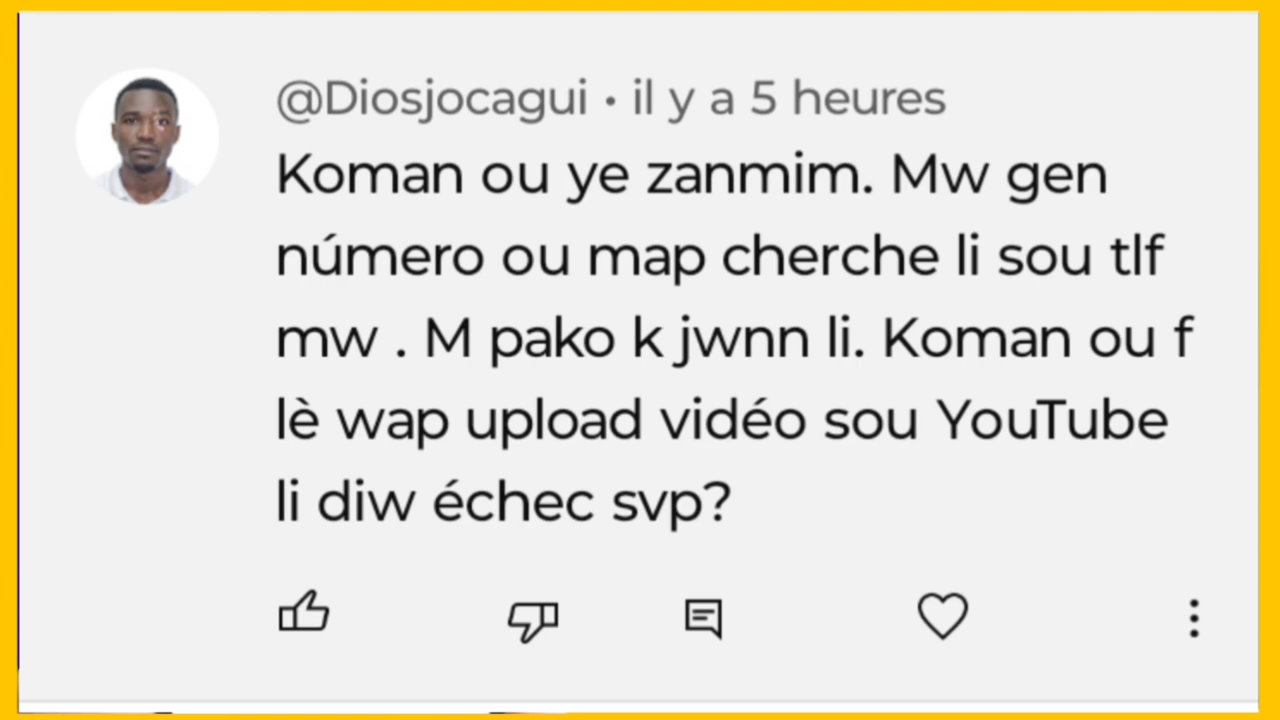 @Diosjocagui • il y a 5 heures
Koman ou ye zanmim. Mw gen
número ou map cherche li sou tlf
mw . M pako k jwnn li. Koman ou f
lè wap upload vidéo sou YouTube
li diw échec svp?